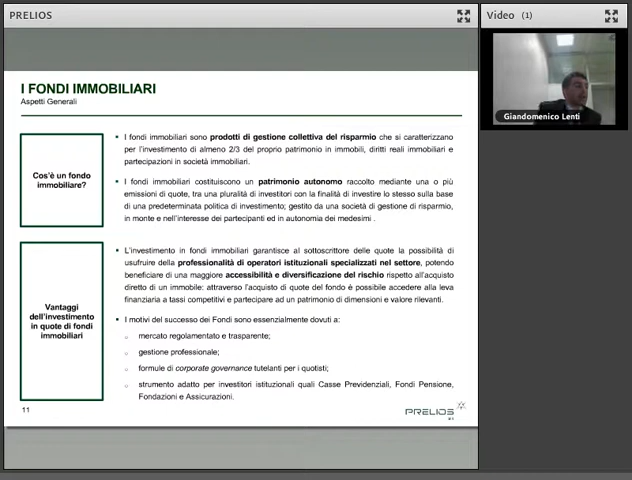 PRELIOS
Video (1)
Giandomenico Lenti
I FONDI IMMOBILIARI
Aspetti Generali
Cos'è un fondo
immobiliare?
I fondi immobiliari sono prodotti di gestione collettiva del risparmio che si caratterizzano
per l'investimento di almeno 2/3 del proprio patrimonio in immobili, diritti reali immobiliari e
partecipazioni in società immobiliari.
I fondi immobiliari costituiscono un patrimonio autonomo raccolto mediante una o più
emissioni di quote, tra una pluralità di investitori con la finalità di investire lo stesso sulla base
di una predeterminata politica di investimento; gestito da una società di gestione di risparmio,
in monte e nell'interesse dei partecipanti ed in autonomia dei medesimi .
Vantaggi
dell'investimento
in quote di fondi
immobiliari
L'investimento in fondi immobiliari garantisce al sottoscrittore delle quote la possibilità di
usufruire della professionalità di operatori istituzionali specializzati nel settore, potendo
beneficiare di una maggiore accessibilità e diversificazione del rischio rispetto all'acquisto
diretto di un immobile: attraverso l'acquisto di quote del fondo è possibile accedere alla leva
finanziaria a tassi competitivi e partecipare ad un patrimonio di dimensioni e valore rilevanti.
I motivi del successo dei Fondi sono essenzialmente dovuti a:
mercato regolamentato e trasparente;
gestione professionale;
formule di corporate governance tutelanti per i quotisti;
strumento adatto per investitori istituzionali quali Casse Previdenziali, Fondi Pensione,
Fondazioni e Assicurazioni.
11
PRELIOS